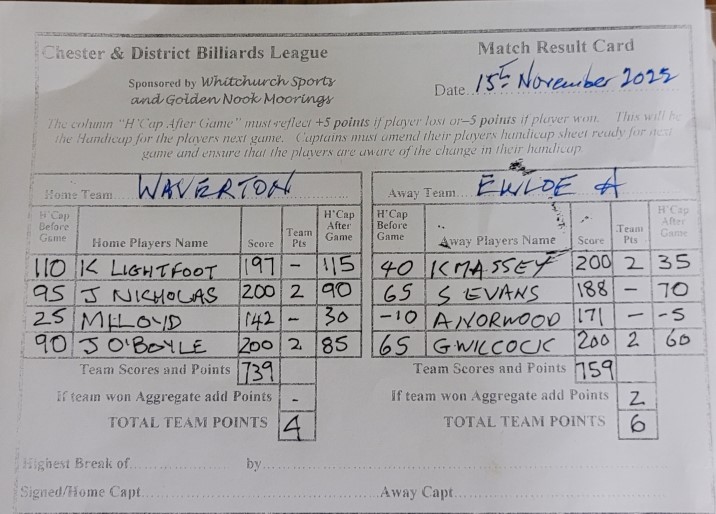 Chester & District Billiards League
Match Result Card
Sponsored by Whitchurch Sports
and Golden Nook Moorings
Date 15th November 2022
The column "H'Cap After Game" must reflect +5 points if player lost or -5 points if player won. This will be
the Handicap for the players next game. Captains must amend their players handicap sheet ready for next
game and ensure that the players are aware of the change in their handicap
Home Team WAVERTON
Away Team EWLOE A
H'Cap Before Game Home Players Name Score Team Pts H'Cap After Game
H'Cap Before Game Away Players Name Score Team Pts H'Cap After Game
110 K LIGHTFOOT 197 - 115 40 K MASSEY 200 2 35
95 J NICHOLAS 200 2 90 65 S EVANS 188 - 70
25 M LLOYD 142 - 30 -10 A NORWOOD 171 - -5
90 J O'BOYLE 200 2 85 65 G WILCOCK 200 2 60
Team Scores and Points 739 Team Scores and Points 759
If team won Aggregate add Points - If team won Aggregate add Points 2
TOTAL TEAM POINTS 4 TOTAL TEAM POINTS 6
Highest Break of by
Signed/Home Capt Away Capt